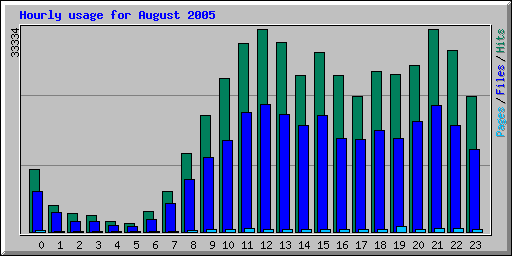 Hourly usage for August 2005
33334
Pages / Files / Hits
0 1 2 3 4 5 6 7 8 9 10 11 12 13 14 15 16 17 18 19 20 21 22 23